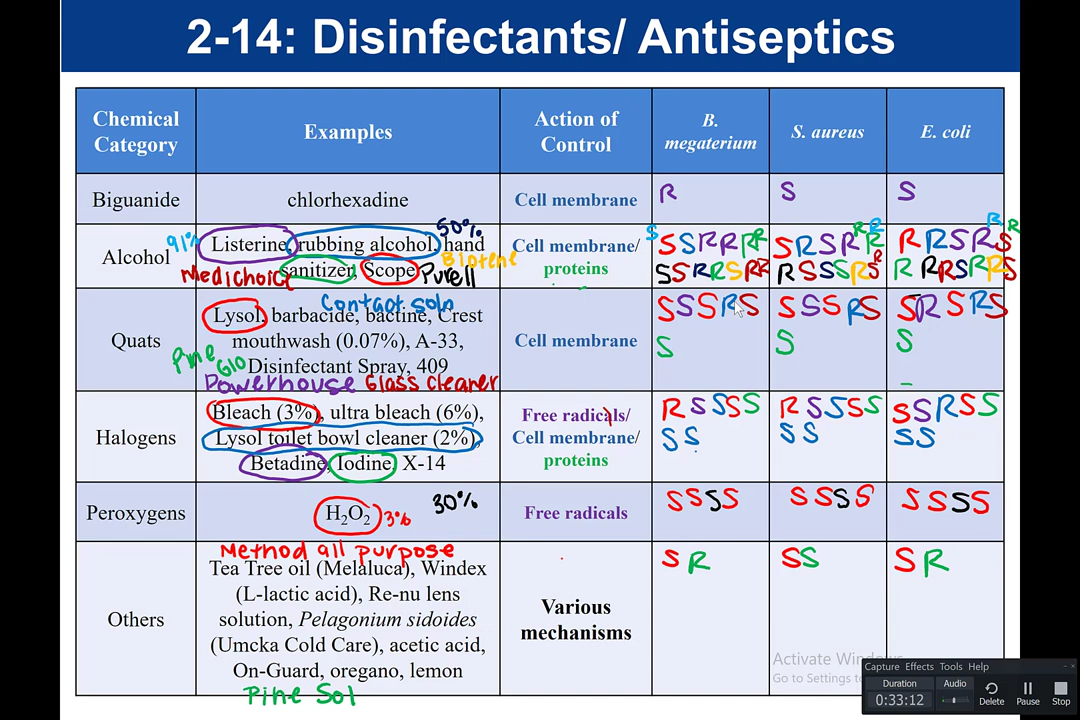 2-14: Disinfectants/ Antiseptics
Chemical Category
Examples
Action of Control
B. megaterium
S. aureus
E. coli
Biguanide
chlorhexadine
Cell membrane
R
S
S
Alcohol
91%
Listerine, rubbing alcohol, hand
50%
sanitizer, Scope
Medichoice
Purell
Biotene
Cell membrane/
proteins
S S S R R R R
S S R R S R R
S R S R R R R
R S S S R S R
R R S R S R R
R R R S R R S
Quats
Contact soln
Lysol, barbacide, bactine, Crest
mouthwash (0.07%), A-33,
Disinfectant Spray, 409
Pine Glo
Powerhouse Glass cleaner
Cell membrane
S S S R S
S
S S S R S
S
S R S R S
S
Halogens
Bleach (3%), ultra bleach (6%),
Lysol toilet bowl cleaner (2%)
Betadine, Iodine, X-14
Free radicals/
Cell membrane/
proteins
R S S S S
S S
R S S S S
S S
S S R S S
S S
Peroxygens
H₂O₂
3%
30%
Free radicals
S S S S
S S S S
S S S S
Others
Method all purpose
Tea Tree oil (Melaluca), Windex
(L-lactic acid), Re-nu lens
solution, Pelagonium sidoides
(Umcka Cold Care), acetic acid,
On-Guard, oregano, lemon
Pine Sol
Various
mechanisms
S R
S S
S R
Activate Windows
Go to Settings to
Capture Effects Tools Help
Duration
0:33:12
Audio
Delete
Pause
Stop